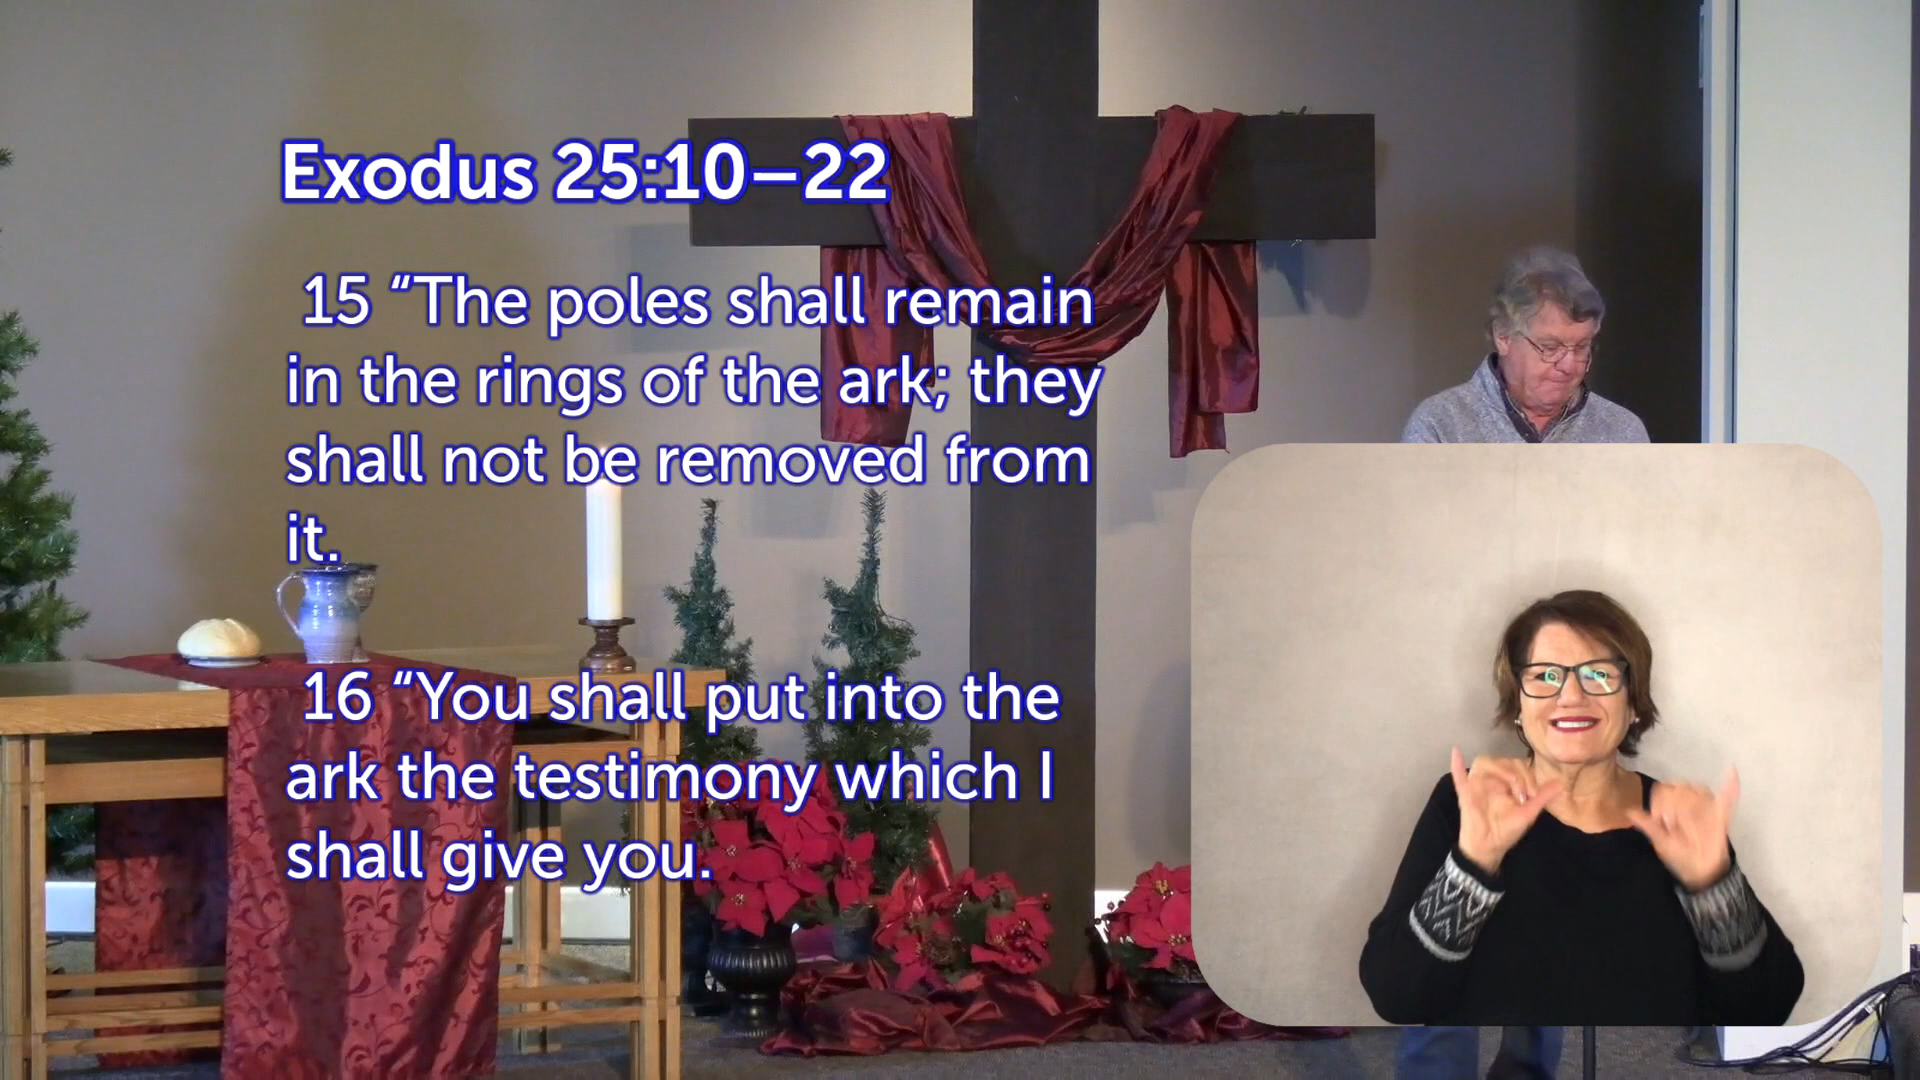 Exodus 25:10–22
15 “The poles shall remain
in the rings of the ark; they
shall not be removed from
it.
16 “You shall put into the
ark the testimony which I
shall give you.